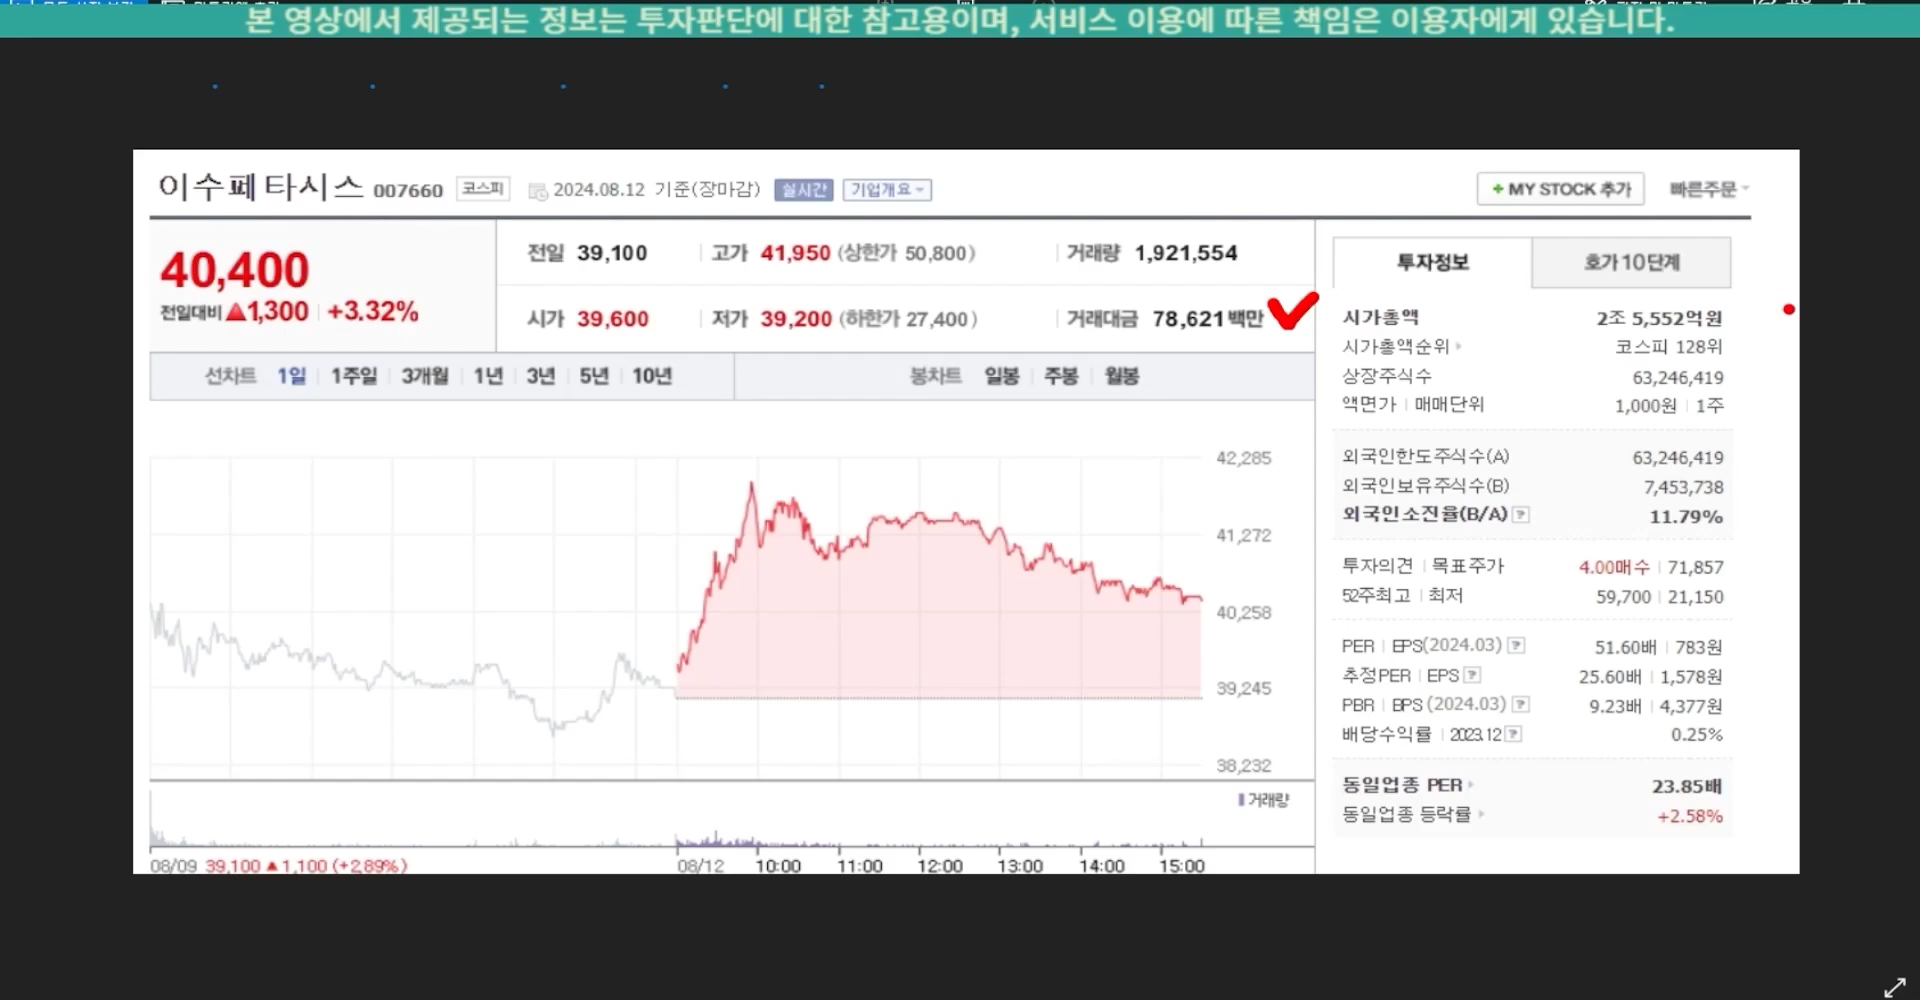 본 영상에서 제공되는 정보는 투자판단에 대한 참고용이며, 서비스 이용에 따른 책임은 이용자에게 있습니다.
이수페타시스 007660 코스피 2024.08.12 기준(장마감) 실시간 기업개요
+ MY STOCK 추가 빠른주문
40,400
전일대비 ▲1,300 +3.32%
전일 39,100 고가 41,950 (상한가 50,800) 거래량 1,921,554
시가 39,600 저가 39,200 (하한가 27,400) 거래대금 78,621 백만
선차트 1일 1주일 3개월 1년 3년 5년 10년 봉차트 일봉 주봉 월봉
42,285
41,272
40,258
39,245
38,232
거래량
08/09 39,100 ▲1,100 (+2.89%) 08/12 10:00 11:00 12:00 13:00 14:00 15:00
투자정보 호가10단계
시가총액 2조 5,552억원
시가총액순위 코스피 128위
상장주식수 63,246,419
액면가 | 매매단위 1,000원 | 1주
외국인한도주식수(A) 63,246,419
외국인보유주식수(B) 7,453,738
외국인소진율(B/A) ? 11.79%
투자의견 | 목표주가 4.00매수 | 71,857
52주최고 | 최저 59,700 | 21,150
PER | EPS(2024.03) ? 51.60배 | 783원
추정PER | EPS ? 25.60배 | 1,578원
PBR | BPS (2024.03) ? 9.23배 | 4,377원
배당수익률 | 2023.12 ? 0.25%
동일업종 PER 23.85배
동일업종 등락률 +2.58%